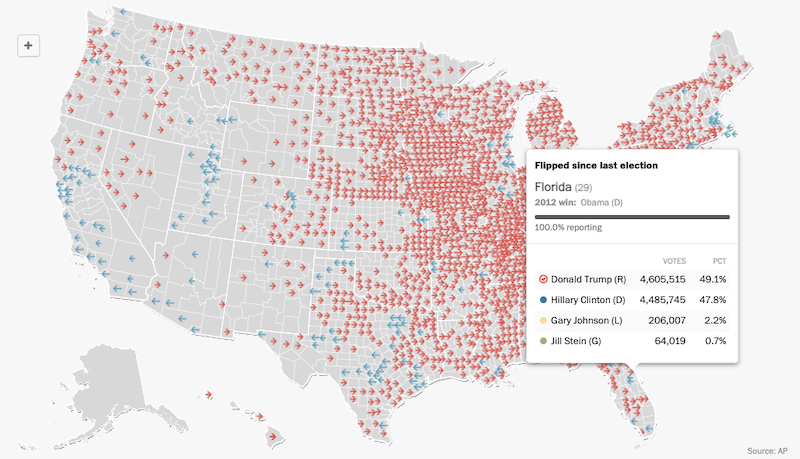 +
Flipped since last election
Florida (29)
2012 win: Obama (D)
100.0% reporting
VOTES PCT
Donald Trump (R) 4,605,515 49.1%
Hillary Clinton (D) 4,485,745 47.8%
Gary Johnson (L) 206,007 2.2%
Jill Stein (G) 64,019 0.7%
Source: AP